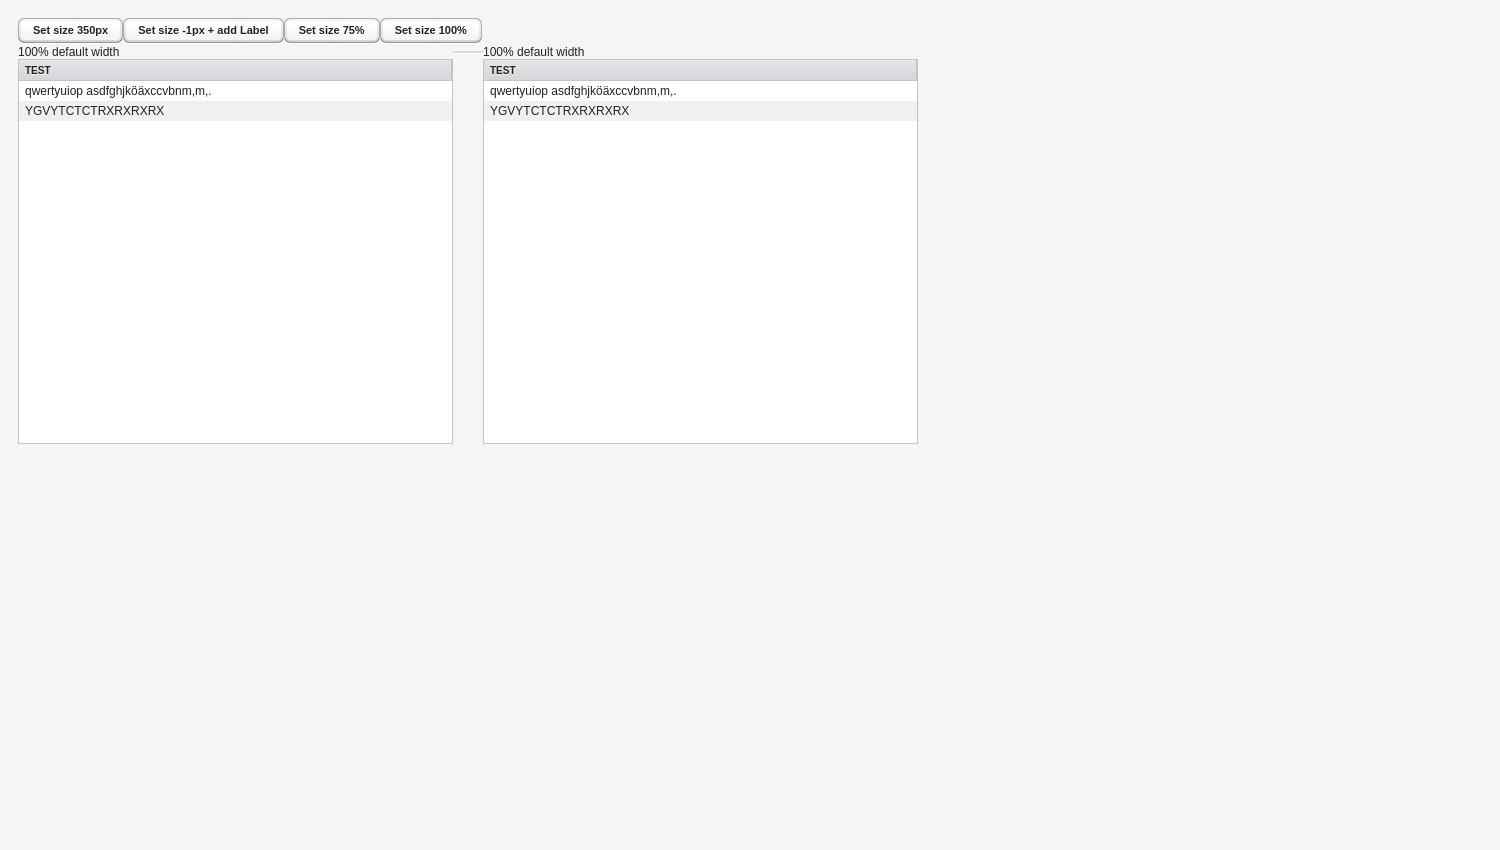 Set size 350px Set size -1px + add Label Set size 75% Set size 100%
100% default width 100% default width
TEST TEST
qwertyuiop asdfghjköäxccvbnm,m,. qwertyuiop asdfghjköäxccvbnm,m,.
YGVYTCTCTRXRXRXRX YGVYTCTCTRXRXRXRX